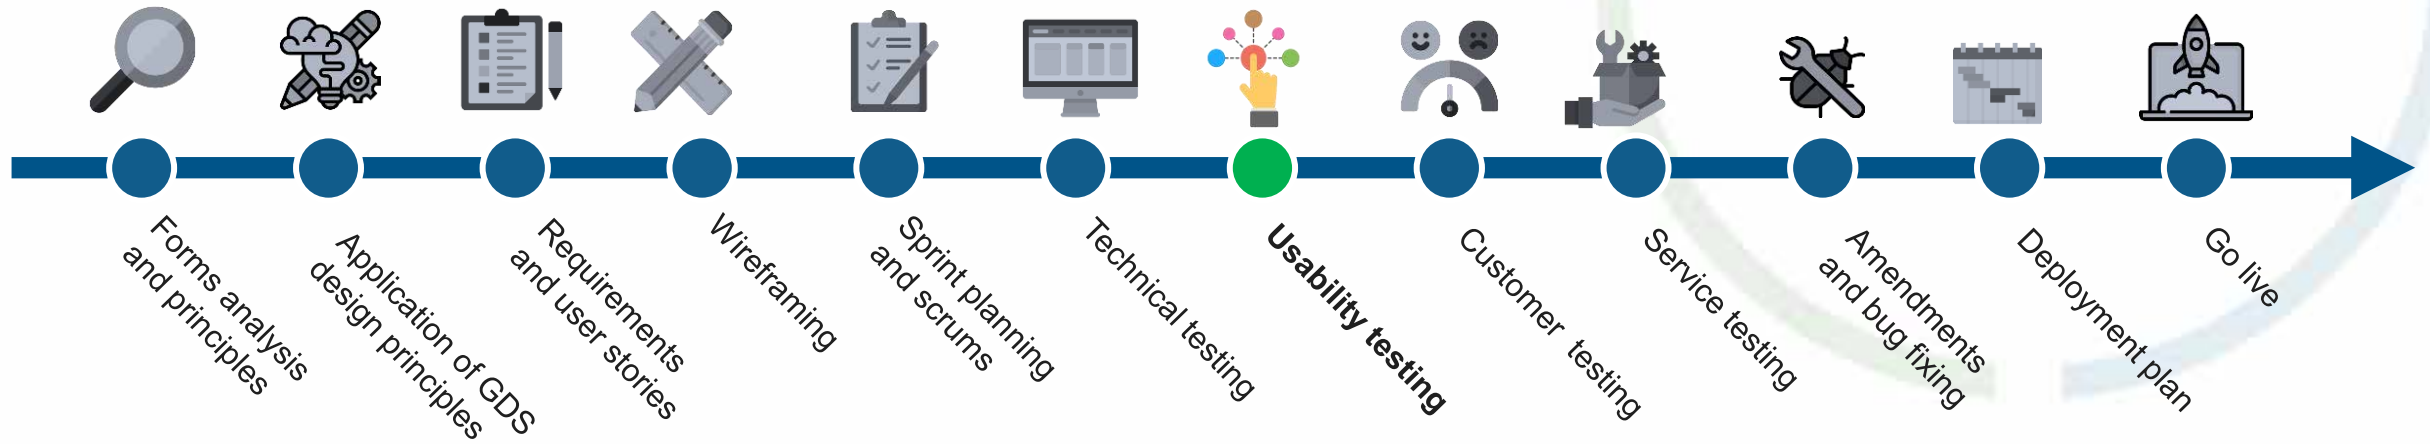 Forms analysis
and principles
Application of GDS
design principles
Requirements
and user stories
Wireframing
Sprint planning
and scrums
Technical testing
Usability testing
Customer testing
Service testing
Amendments
and bug fixing
Deployment plan
Go live